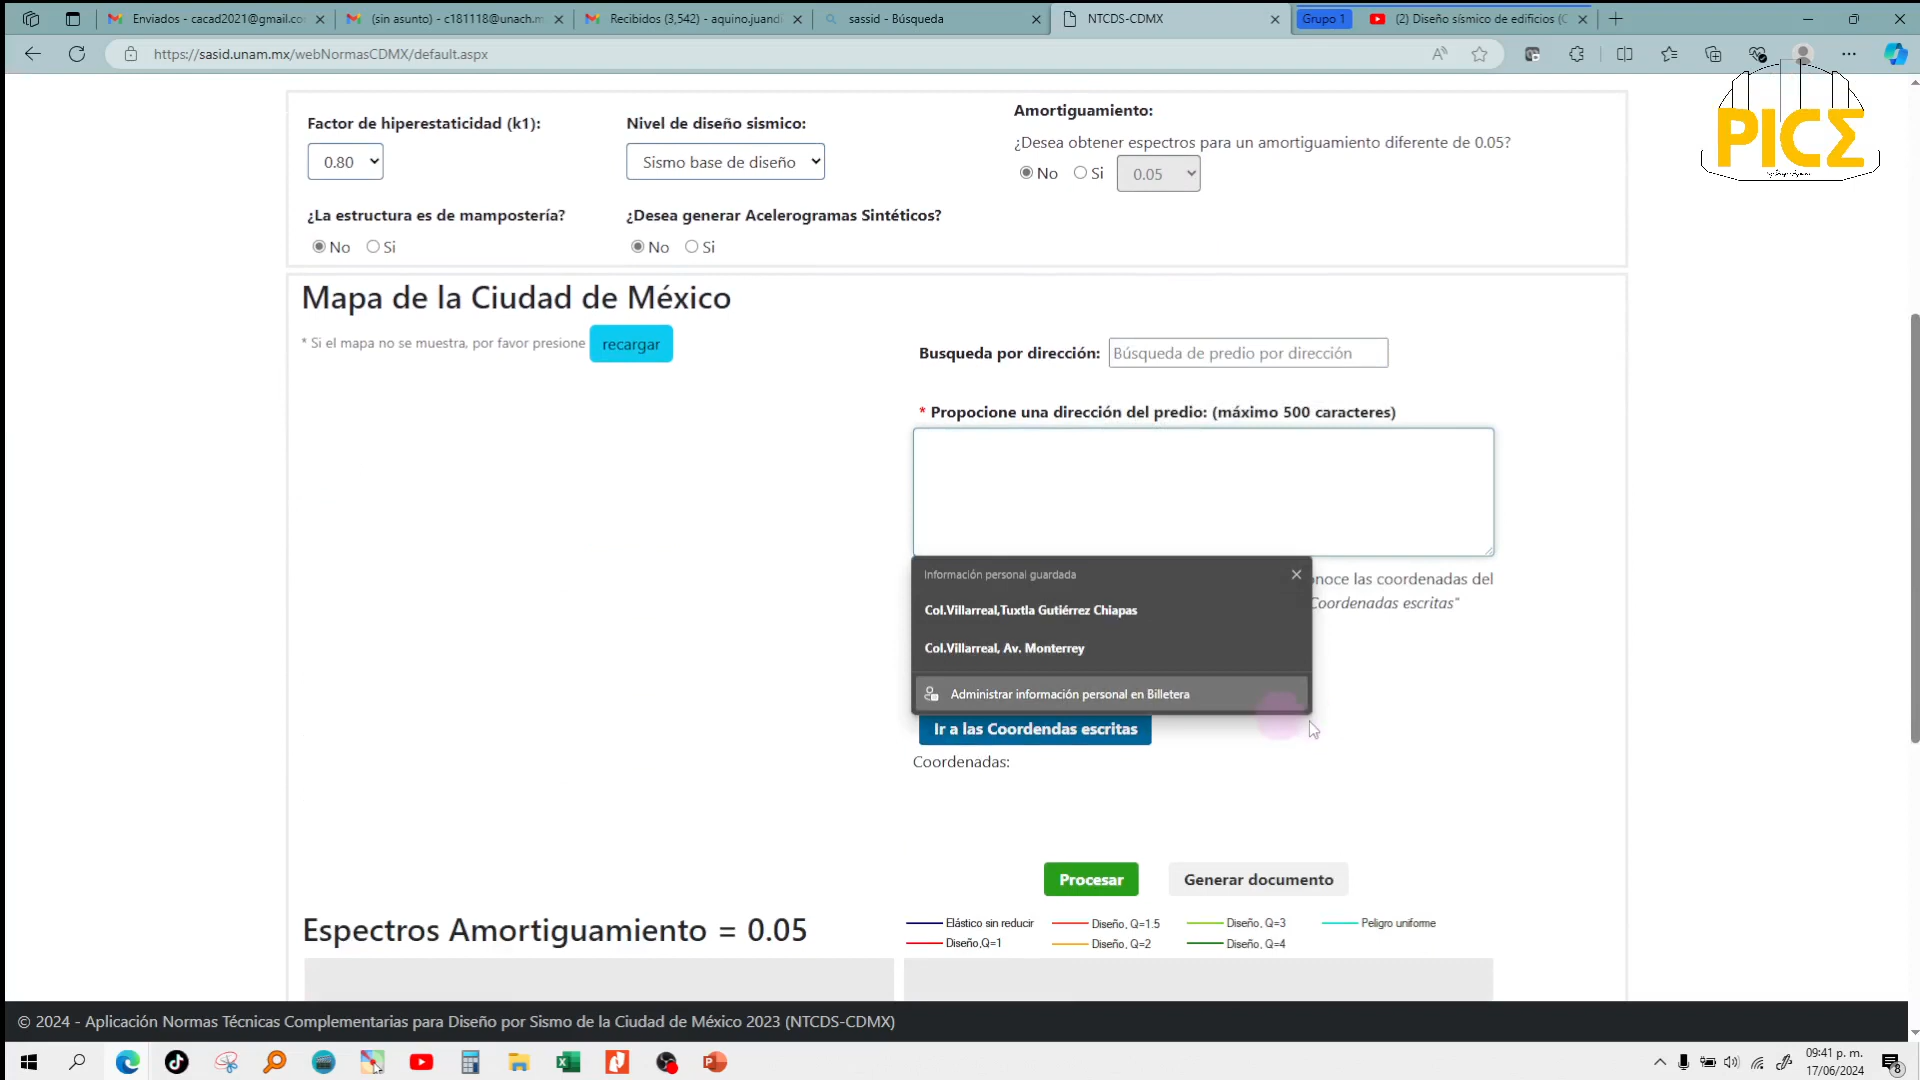 Enviados - cacad2021@gmail.co
(sin asunto) - c181118@unach.m
Recibidos (3,542) - aquino.juand
sassid - Búsqueda
NTCDS-CDMX
Grupo 1
(2) Diseño sísmico de edificios (C
https://sasid.unam.mx/webNormasCDMX/default.aspx
PICΣ
Factor de hiperestaticidad (k1):
Nivel de diseño sismico:
Amortiguamiento:
¿Desea obtener espectros para un amortiguamiento diferente de 0.05?
0.80
Sismo base de diseño
No Si 0.05
¿La estructura es de mampostería?
¿Desea generar Acelerogramas Sintéticos?
No Si
No Si
Mapa de la Ciudad de México
* Si el mapa no se muestra, por favor presione recargar
Busqueda por dirección: Búsqueda de predio por dirección
* Propocione una dirección del predio: (máximo 500 caracteres)
Información personal guardada
onoce las coordenadas del
Coordenadas escritas"
Col.Villarreal,Tuxtla Gutiérrez Chiapas
Col.Villarreal, Av. Monterrey
Administrar información personal en Billetera
Ir a las Coordendas escritas
Coordenadas:
Procesar
Generar documento
Espectros Amortiguamiento = 0.05
Elástico sin reducir
Diseño, Q=1.5
Diseño, Q=3
Peligro uniforme
Diseño,Q=1
Diseño, Q=2
Diseño, Q=4
© 2024 - Aplicación Normas Técnicas Complementarias para Diseño por Sismo de la Ciudad de México 2023 (NTCDS-CDMX)
09:41 p. m.
17/06/2024
8